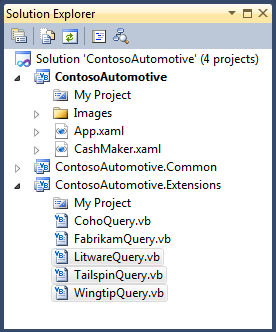 Solution Explorer
Solution 'ContosoAutomotive' (4 projects)
ContosoAutomotive
My Project
Images
App.xaml
CashMaker.xaml
ContosoAutomotive.Common
ContosoAutomotive.Extensions
My Project
CohoQuery.vb
FabrikamQuery.vb
LitwareQuery.vb
TailspinQuery.vb
WingtipQuery.vb